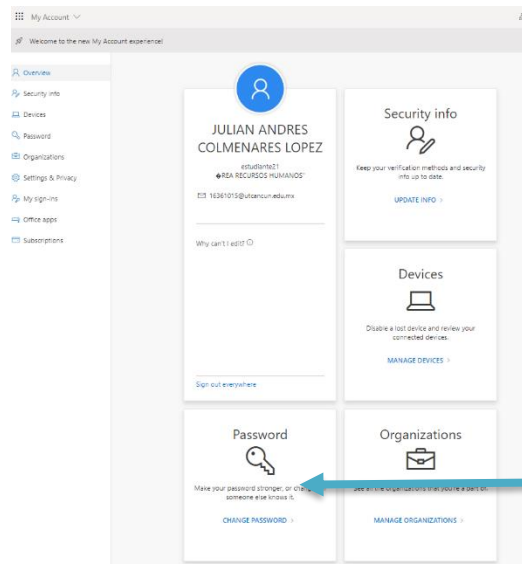 My Account
Welcome to the new My Account experience!
Overview
Security info
Devices
Password
Organizations
Settings & Privacy
My sign-ins
Office apps
Subscriptions
JULIAN ANDRES
COLMENARES LOPEZ
estudiante21
�REA RECURSOS HUMANOS"
16361015@utcancun.edu.mx
Why can't I edit?
Sign out everywhere
Security info
Keep your verification methods and security
info up to date.
UPDATE INFO >
Devices
Disable a lost device and review your
connected devices.
MANAGE DEVICES >
Password
Make your password stronger, or
someone else knows it.
CHANGE PASSWORD >
Organizations
See all the organizations that you're a part of.
MANAGE ORGANIZATIONS >